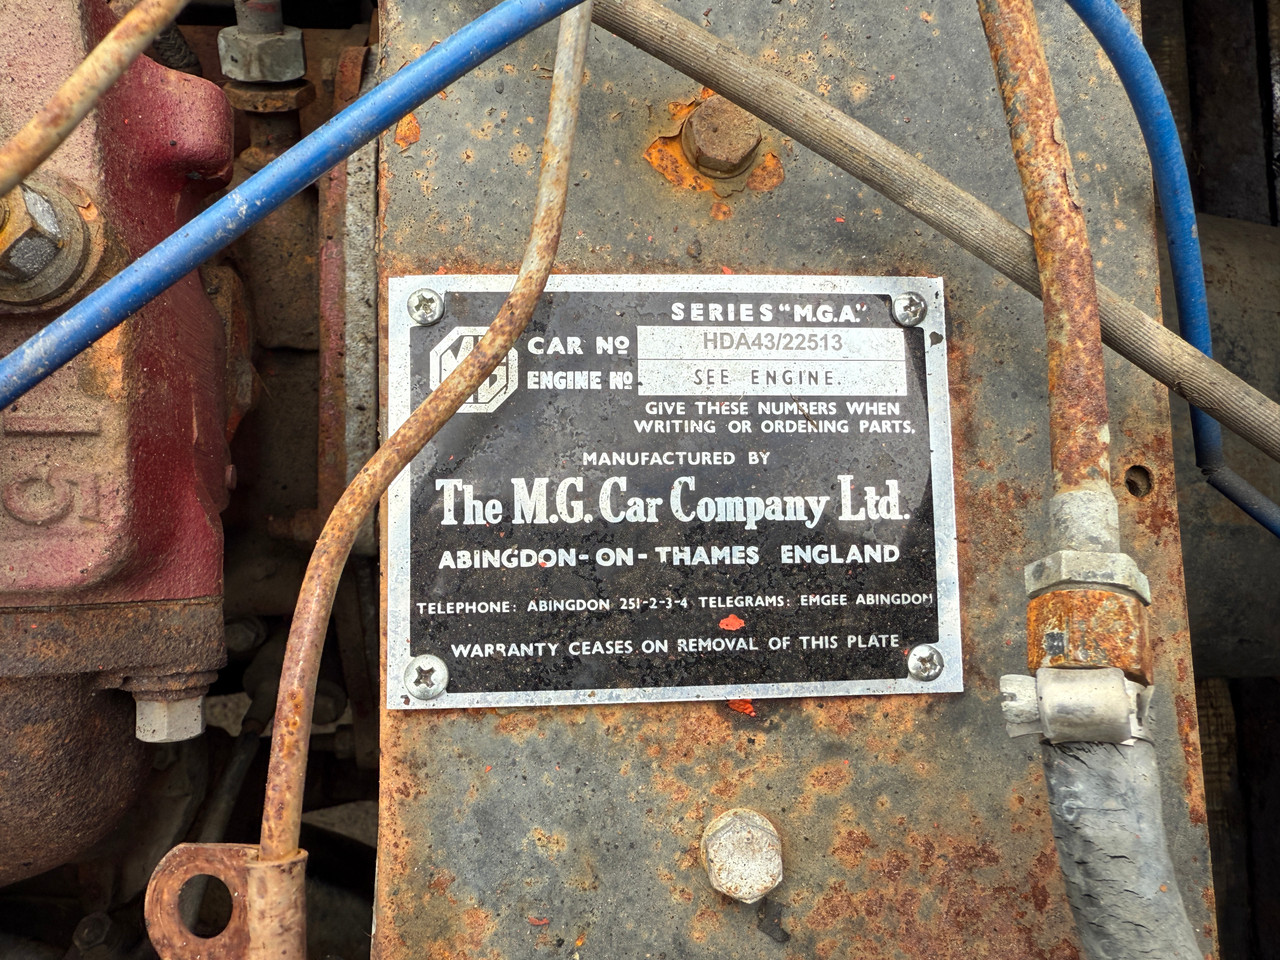 SERIES "M.G.A."
MG
CAR Nº HDA43/22513
ENGINE Nº SEE ENGINE.
GIVE THESE NUMBERS WHEN
WRITING OR ORDERING PARTS.
MANUFACTURED BY
The M.G. Car Company Ltd.
ABINGDON-ON-THAMES ENGLAND
TELEPHONE: ABINGDON 251-2-3-4 TELEGRAMS: EMGEE ABINGDON
WARRANTY CEASES ON REMOVAL OF THIS PLATE